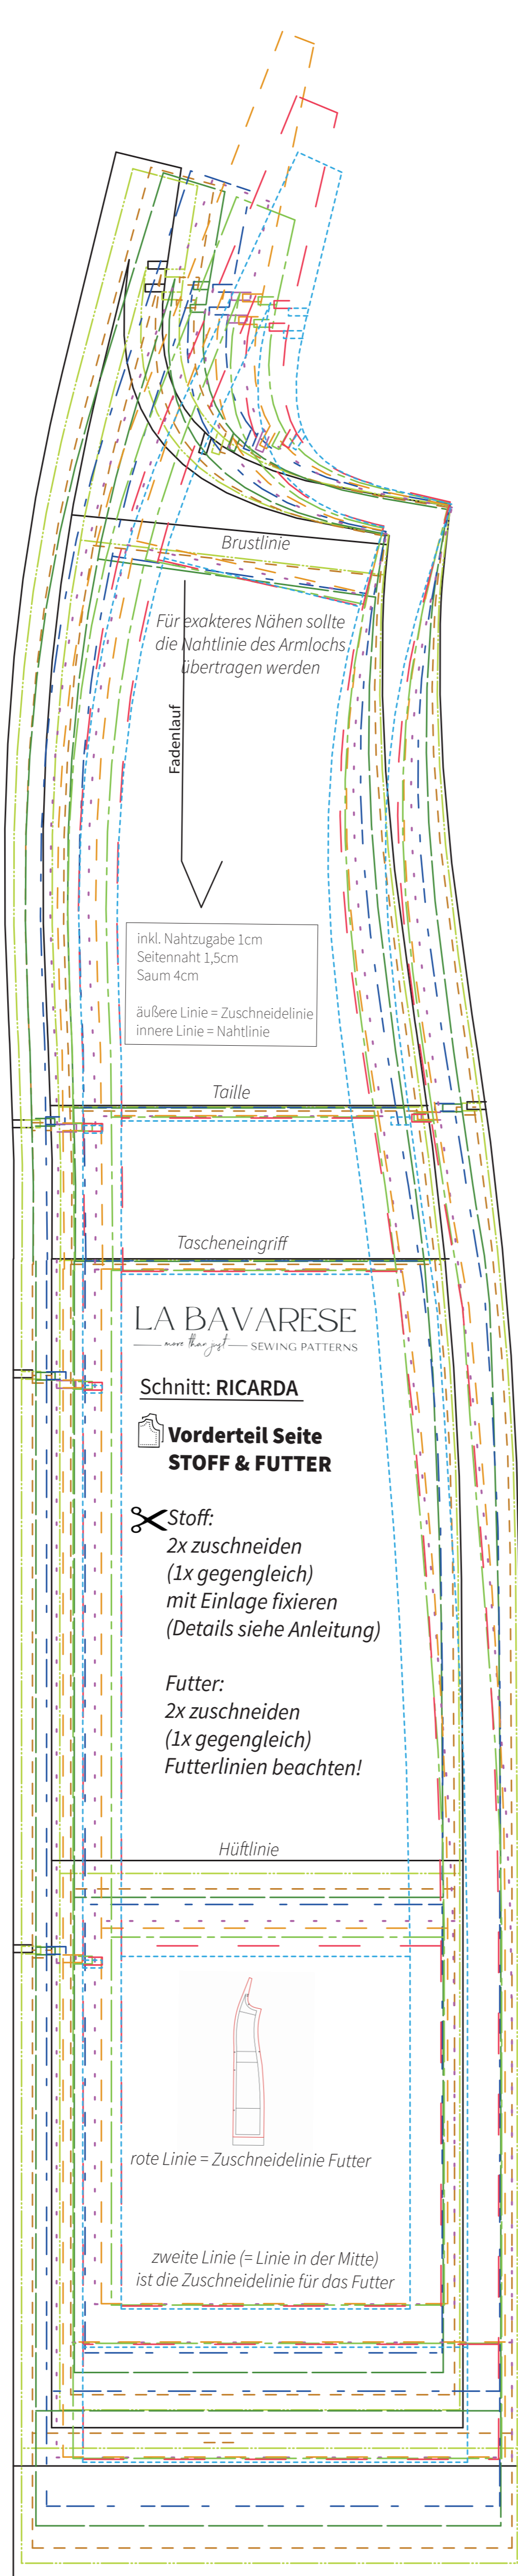 Brustlinie
Für exakteres Nähen sollte
die Nahtlinie des Armlochs
übertragen werden
Fadenlauf
inkl. Nahtzugabe 1cm
Seitennaht 1,5cm
Saum 4cm
äußere Linie = Zuschneidelinie
innere Linie = Nahtlinie
Taille
Tascheneingriff
LA BAVARESE
more than just SEWING PATTERNS
Schnitt: RICARDA
Vorderteil Seite
STOFF & FUTTER
Stoff:
2x zuschneiden
(1x gegengleich)
mit Einlage fixieren
(Details siehe Anleitung)
Futter:
2x zuschneiden
(1x gegengleich)
Futterlinien beachten!
Hüftlinie
rote Linie = Zuschneidelinie Futter
zweite Linie (= Linie in der Mitte)
ist die Zuschneidelinie für das Futter